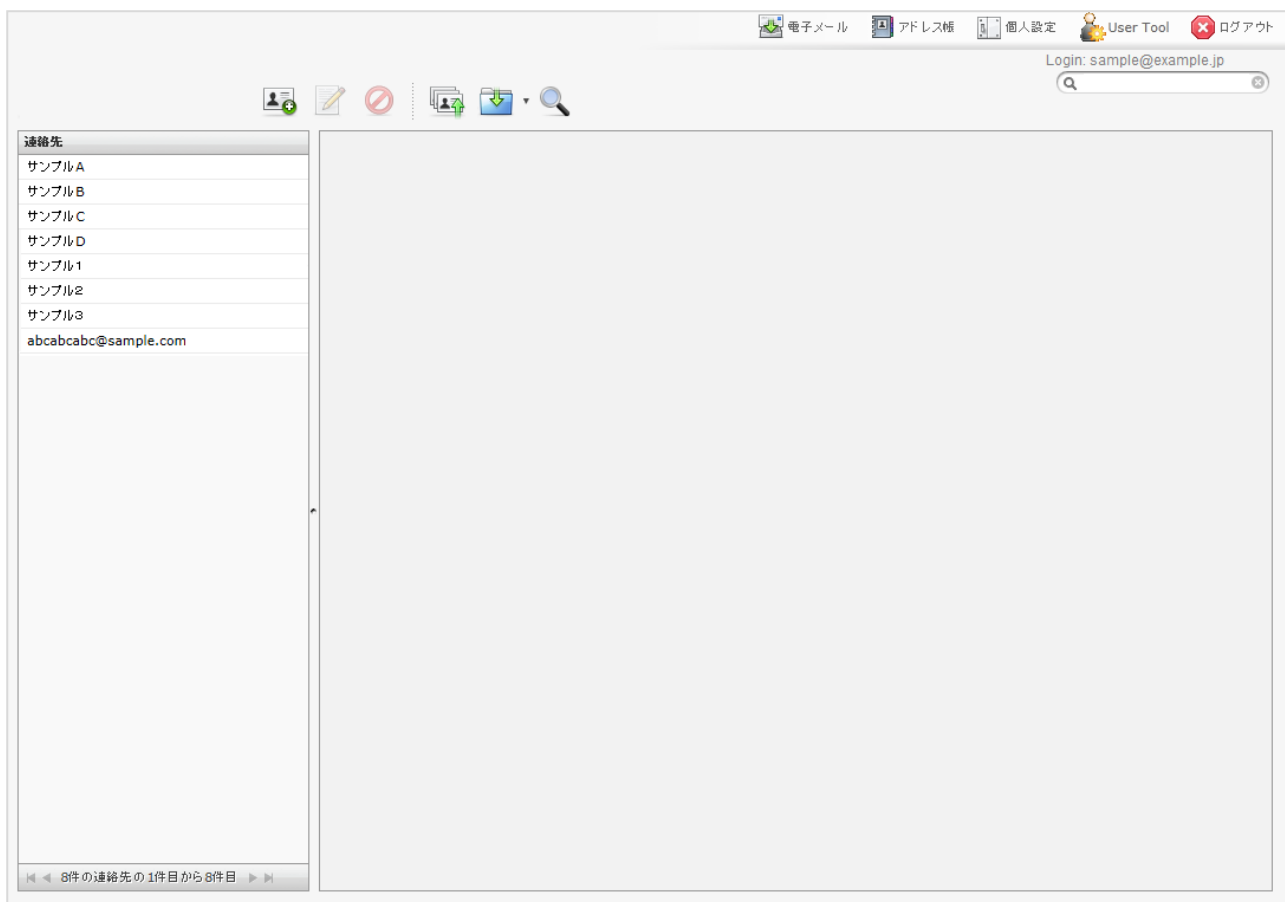 電子メール アドレス帳 個人設定 User Tool ログアウト
Login: sample@example.jp
連絡先
サンプルA
サンプルB
サンプルC
サンプルD
サンプル1
サンプル2
サンプル3
abcabcabc@sample.com
8件の連絡先の1件目から8件目